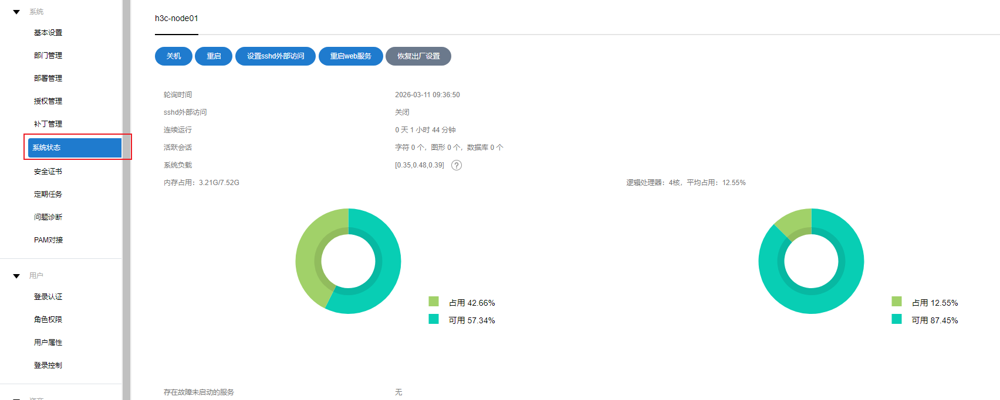 系统
基本设置
部门管理
部署管理
授权管理
补丁管理
系统状态
安全证书
定期任务
问题诊断
PAM对接
用户
登录认证
角色权限
用户属性
登录控制
h3c-node01
关机 重启 设置sshd外部访问 重启web服务 恢复出厂设置
轮询时间 2026-03-11 09:36:50
sshd外部访问 关闭
连续运行 0 天 1 小时 44 分钟
活跃会话 字符 0 个，图形 0 个，数据库 0 个
系统负载 [0.35,0.48,0.39] ?
内存占用：3.21G/7.52G 逻辑处理器：4核，平均占用：12.55%
占用 42.66% 占用 12.55%
可用 57.34% 可用 87.45%
存在故障未启动的服务 无